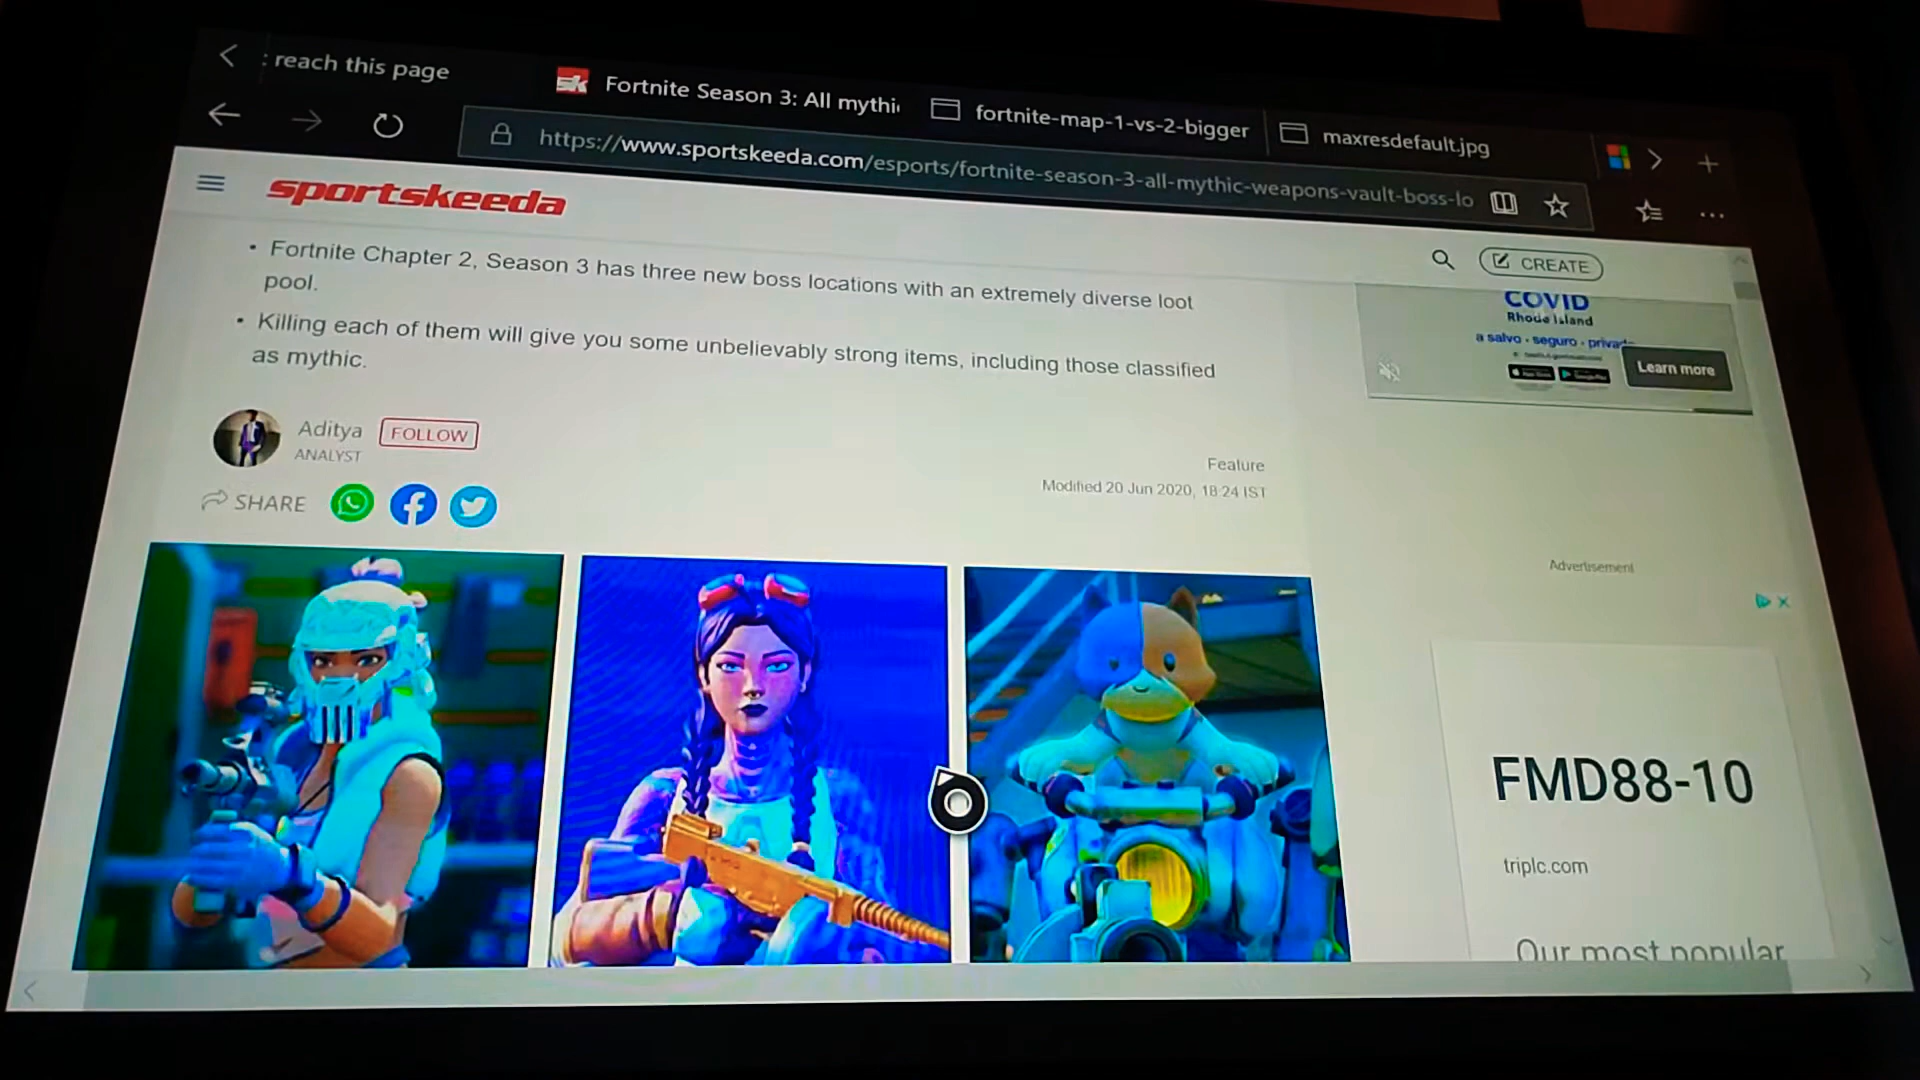 : reach this page
Fortnite Season 3: All mythi
fortnite-map-1-vs-2-bigger
maxresdefault.jpg
https://www.sportskeeda.com/esports/fortnite-season-3-all-mythic-weapons-vault-boss-lo
sportskeeda
CREATE
• Fortnite Chapter 2, Season 3 has three new boss locations with an extremely diverse loot
pool.
• Killing each of them will give you some unbelievably strong items, including those classified
as mythic.
COVID
Rhode Island
a salvo · seguro · privad
Learn more
Aditya
FOLLOW
ANALYST
Feature
Modified 20 Jun 2020, 18:24 IST
SHARE
Advertisement
FMD88-10
triplc.com
Our most popular